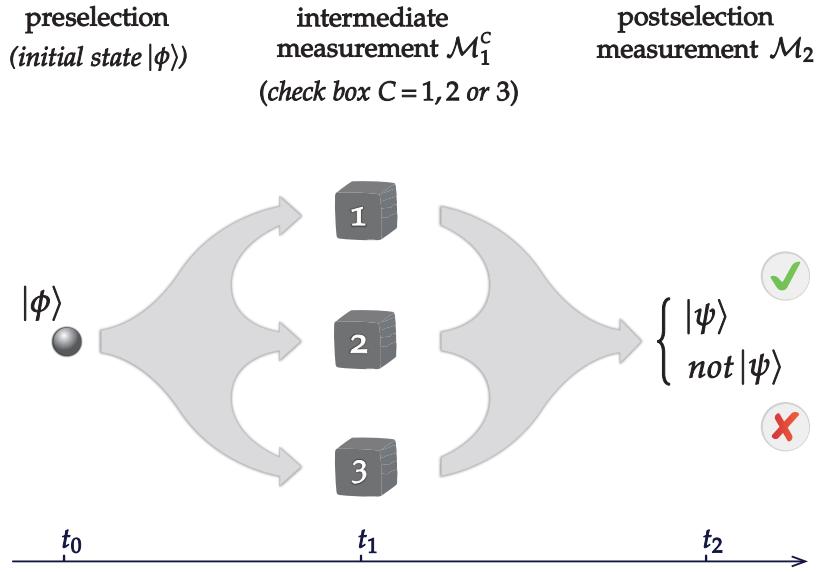 preselection
(initial state |ϕ⟩)
intermediate
measurement ℳ₁ᶜ
(check box C = 1, 2 or 3)
postselection
measurement ℳ₂
|ϕ⟩
1
2
3
|ψ⟩
not |ψ⟩
t₀
t₁
t₂